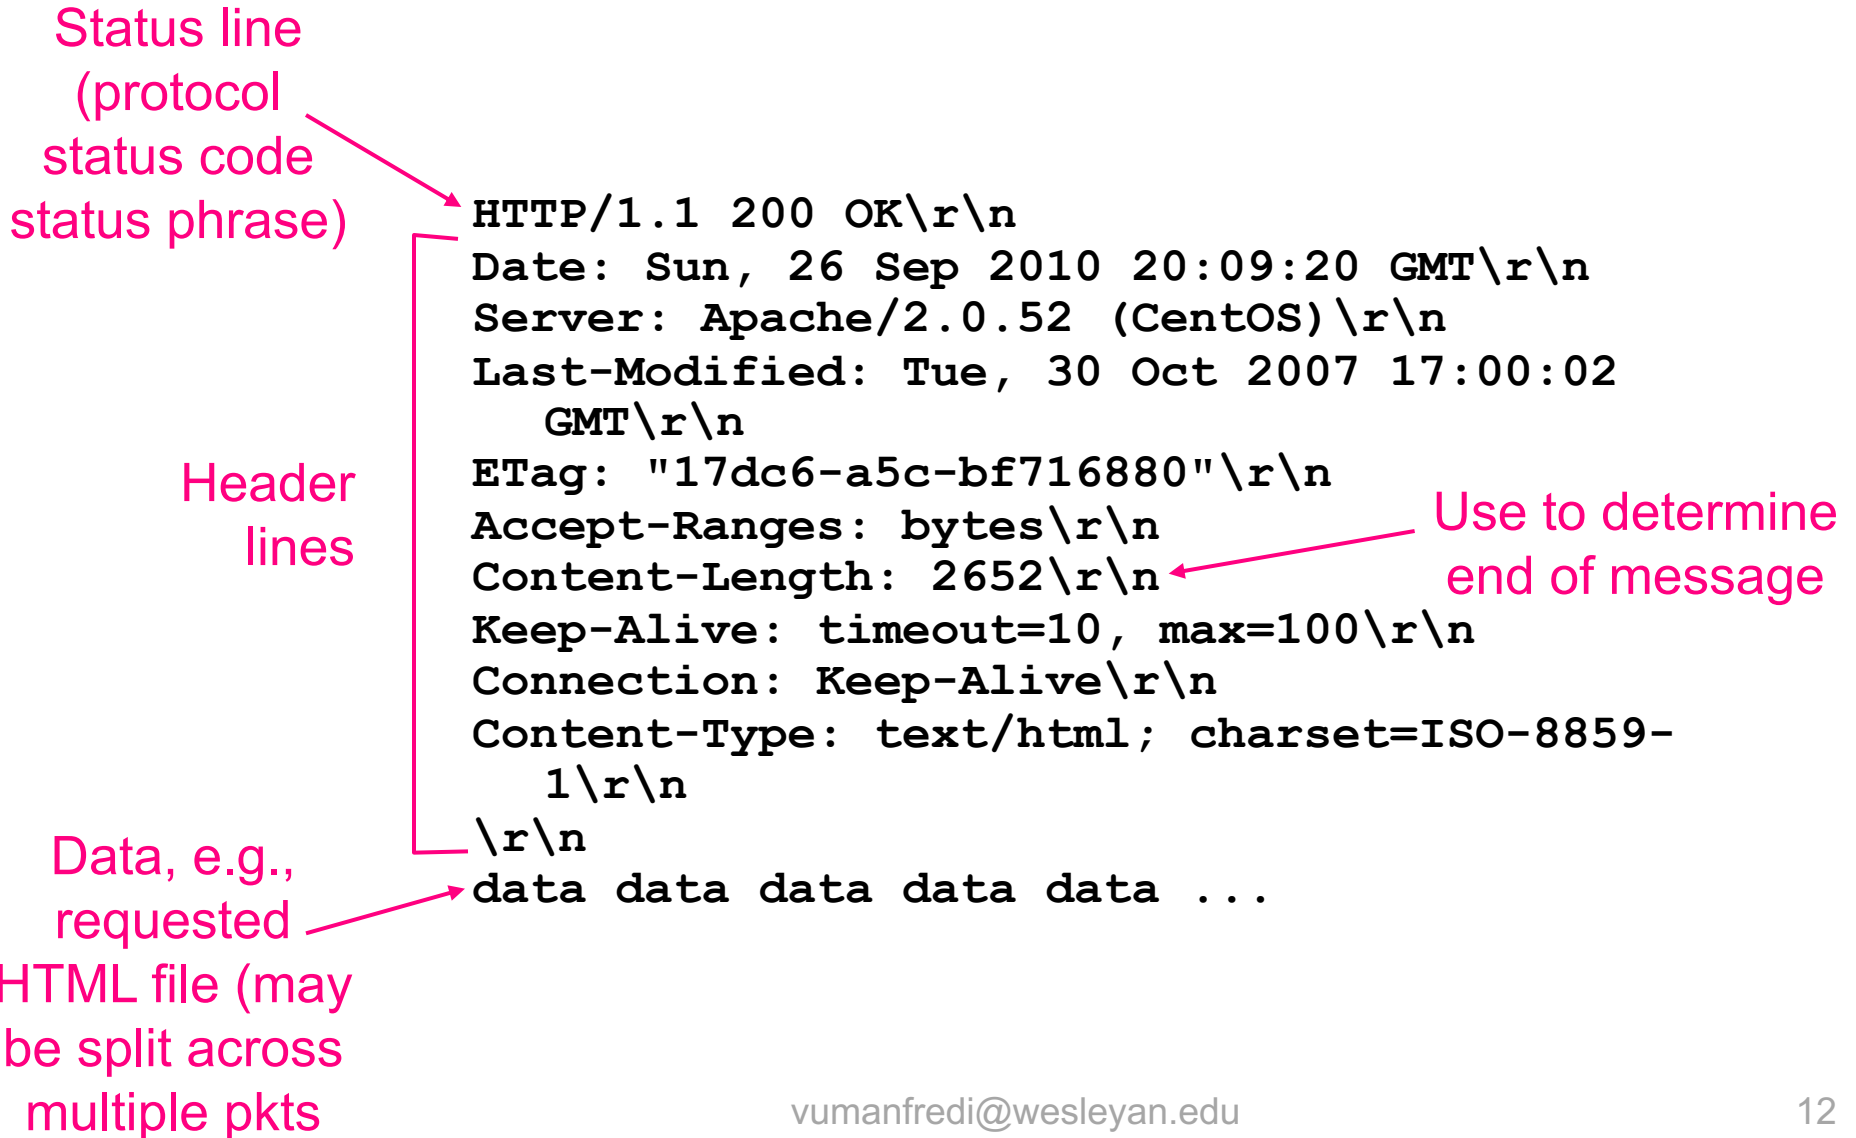 Status line
(protocol
status code
status phrase)
HTTP/1.1 200 OK\r\n
Date: Sun, 26 Sep 2010 20:09:20 GMT\r\n
Server: Apache/2.0.52 (CentOS)\r\n
Last-Modified: Tue, 30 Oct 2007 17:00:02
GMT\r\n
ETag: "17dc6-a5c-bf716880"\r\n
Accept-Ranges: bytes\r\n
Content-Length: 2652\r\n
Keep-Alive: timeout=10, max=100\r\n
Connection: Keep-Alive\r\n
Content-Type: text/html; charset=ISO-8859-
1\r\n
\r\n
data data data data data ...
Header
lines
Use to determine
end of message
Data, e.g.,
requested
HTML file (may
be split across
multiple pkts
vumanfredi@wesleyan.edu
12